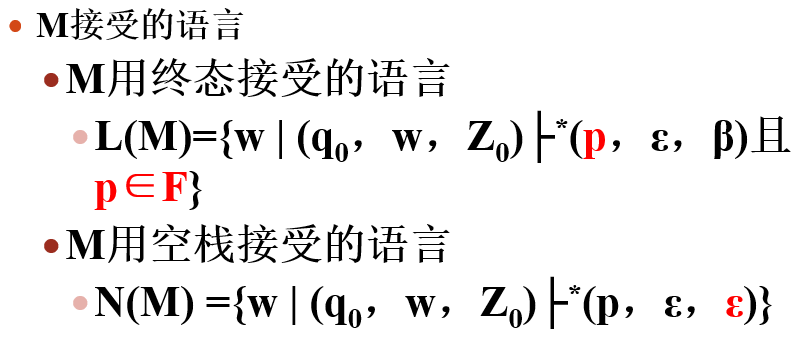 • M接受的语言
• M用终态接受的语言
• L(M)={w | (q₀，w，Z₀)├*(p，ε，β)且
p∈F}
• M用空栈接受的语言
• N(M) ={w | (q₀，w，Z₀)├*(p，ε，ε)}